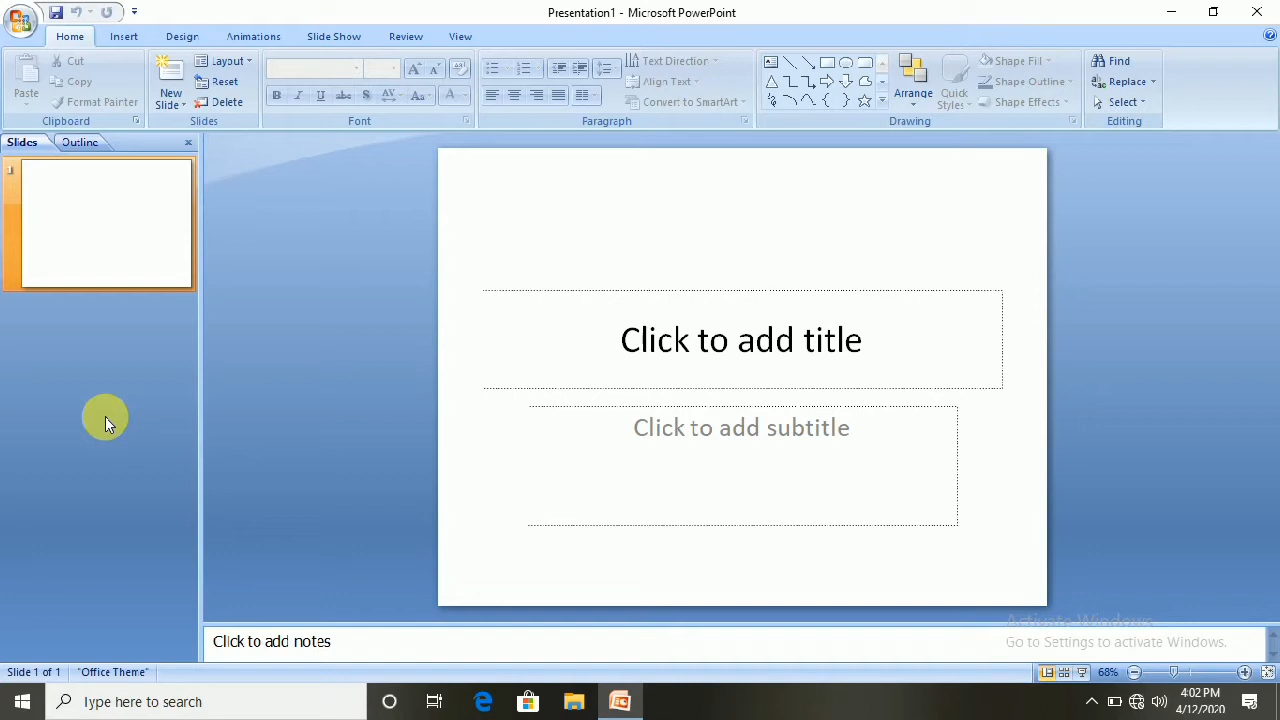 Presentation1 - Microsoft PowerPoint
Home Insert Design Animations Slide Show Review View
Paste Cut Copy Format Painter
Clipboard
New Slide Layout Reset Delete
Slides
B I U abc S AV Aa A
Font
Text Direction
Align Text
Convert to SmartArt
Paragraph
Arrange Quick Styles
Shape Fill
Shape Outline
Shape Effects
Drawing
Find
Replace
Select
Editing
Slides Outline
1
Click to add title
Click to add subtitle
Click to add notes
Activate Windows
Go to Settings to activate Windows.
Slide 1 of 1 "Office Theme" 68%
Type here to search
4:02 PM
4/12/2020